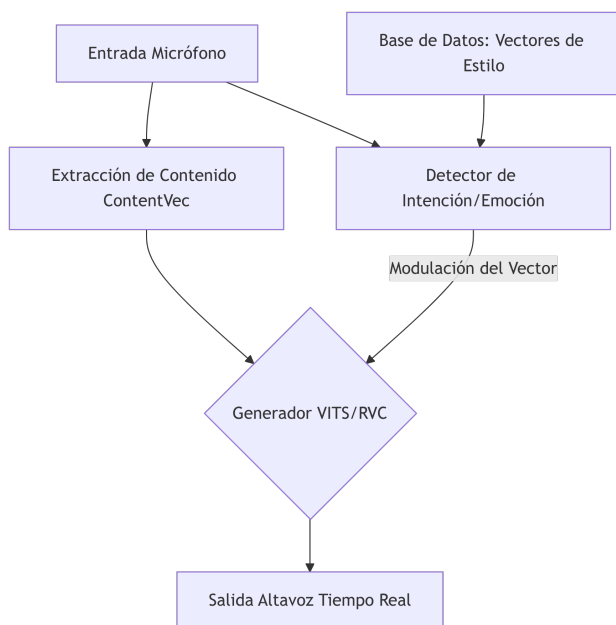 Entrada Micrófono
Base de Datos: Vectores de
Estilo
Extracción de Contenido
ContentVec
Detector de
Intención/Emoción
Modulación del Vector
Generador VITS/RVC
Salida Altavoz Tiempo Real